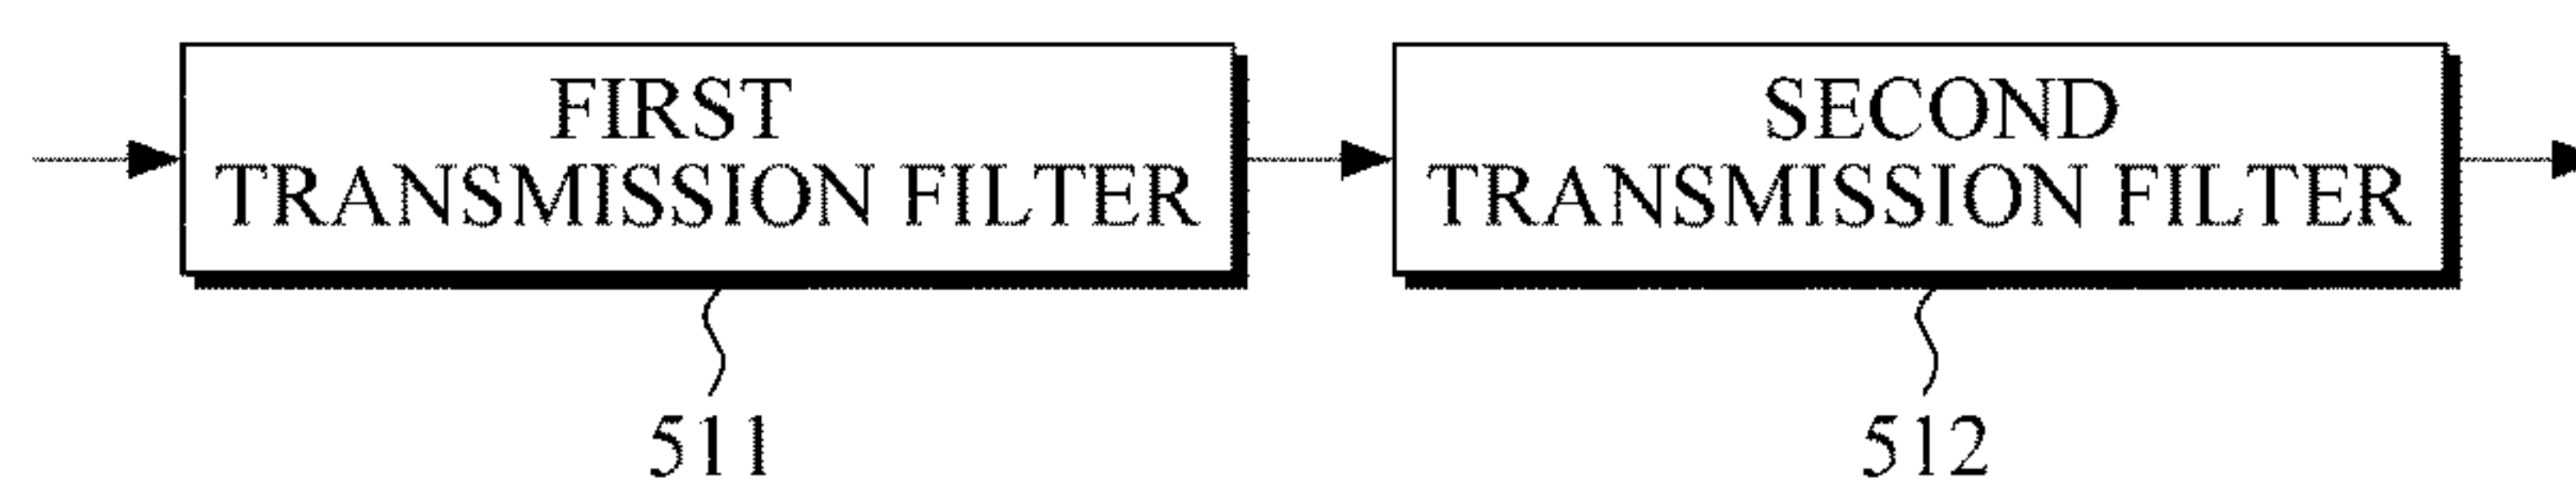 FIRST
TRANSMISSION FILTER
SECOND
TRANSMISSION FILTER
511
512